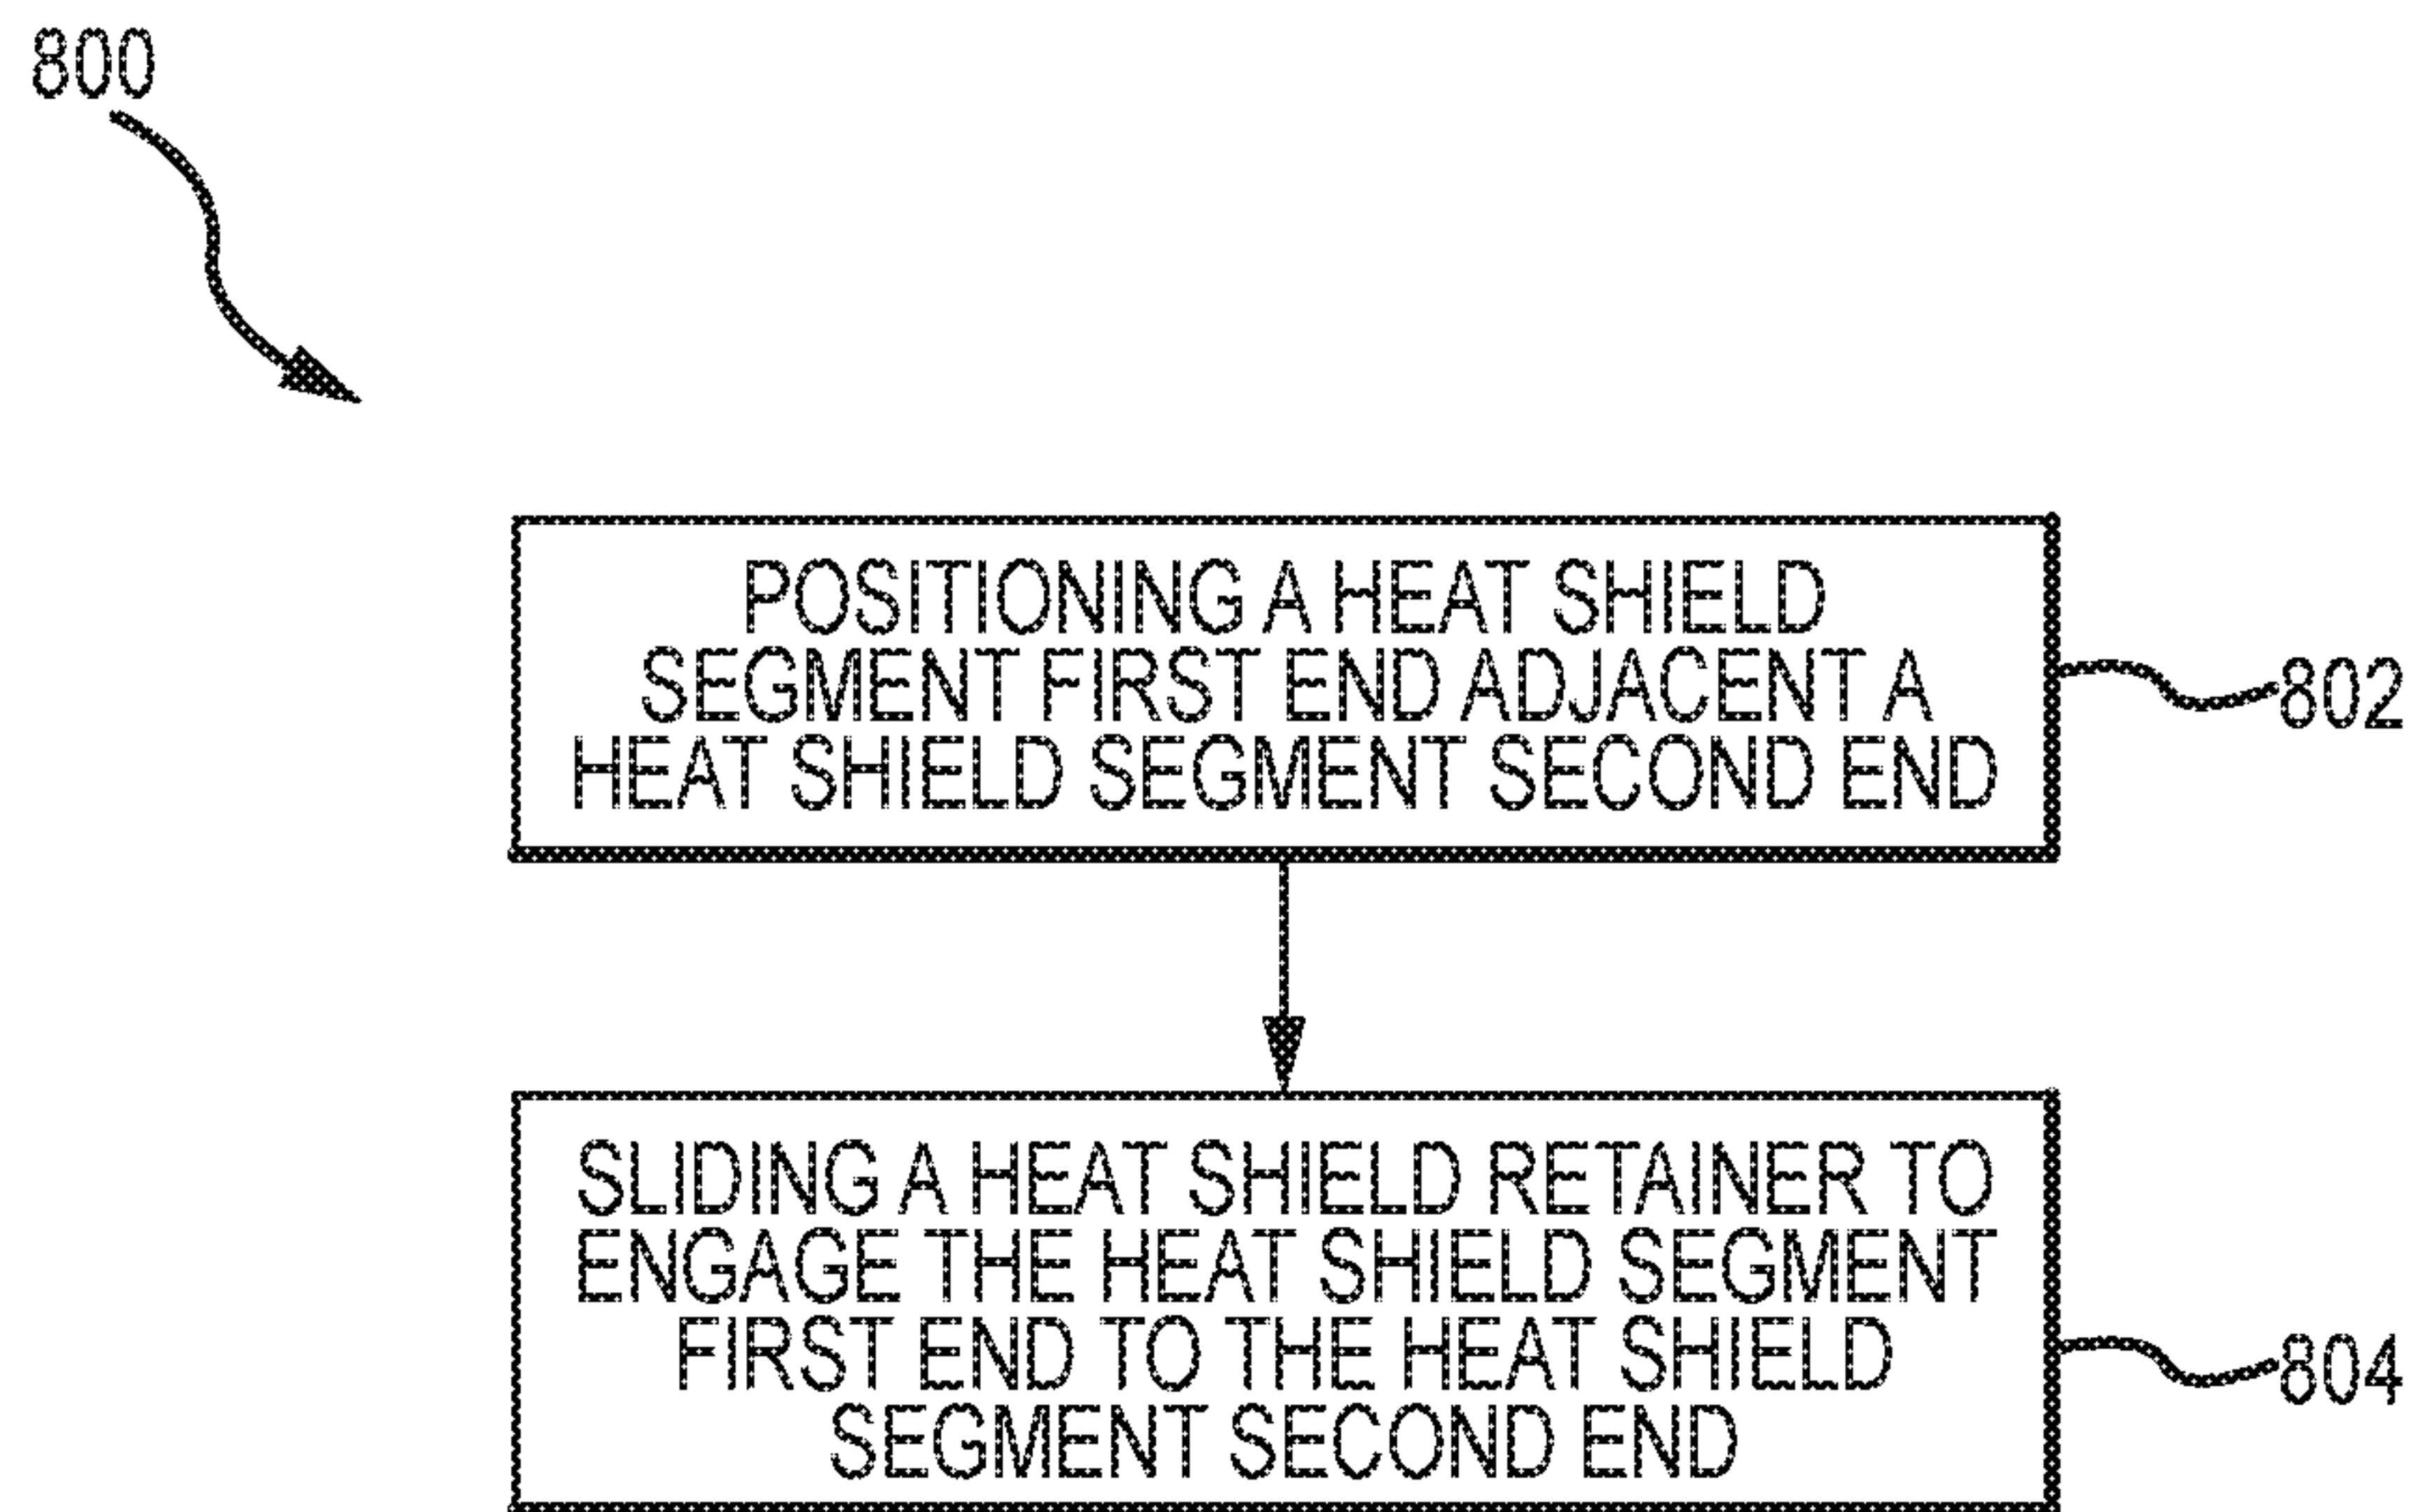 800
POSITIONING A HEAT SHIELD
SEGMENT FIRST END ADJACENT A
HEAT SHIELD SEGMENT SECOND END
802
SLIDING A HEAT SHIELD RETAINER TO
ENGAGE THE HEAT SHIELD SEGMENT
FIRST END TO THE HEAT SHIELD
SEGMENT SECOND END
804